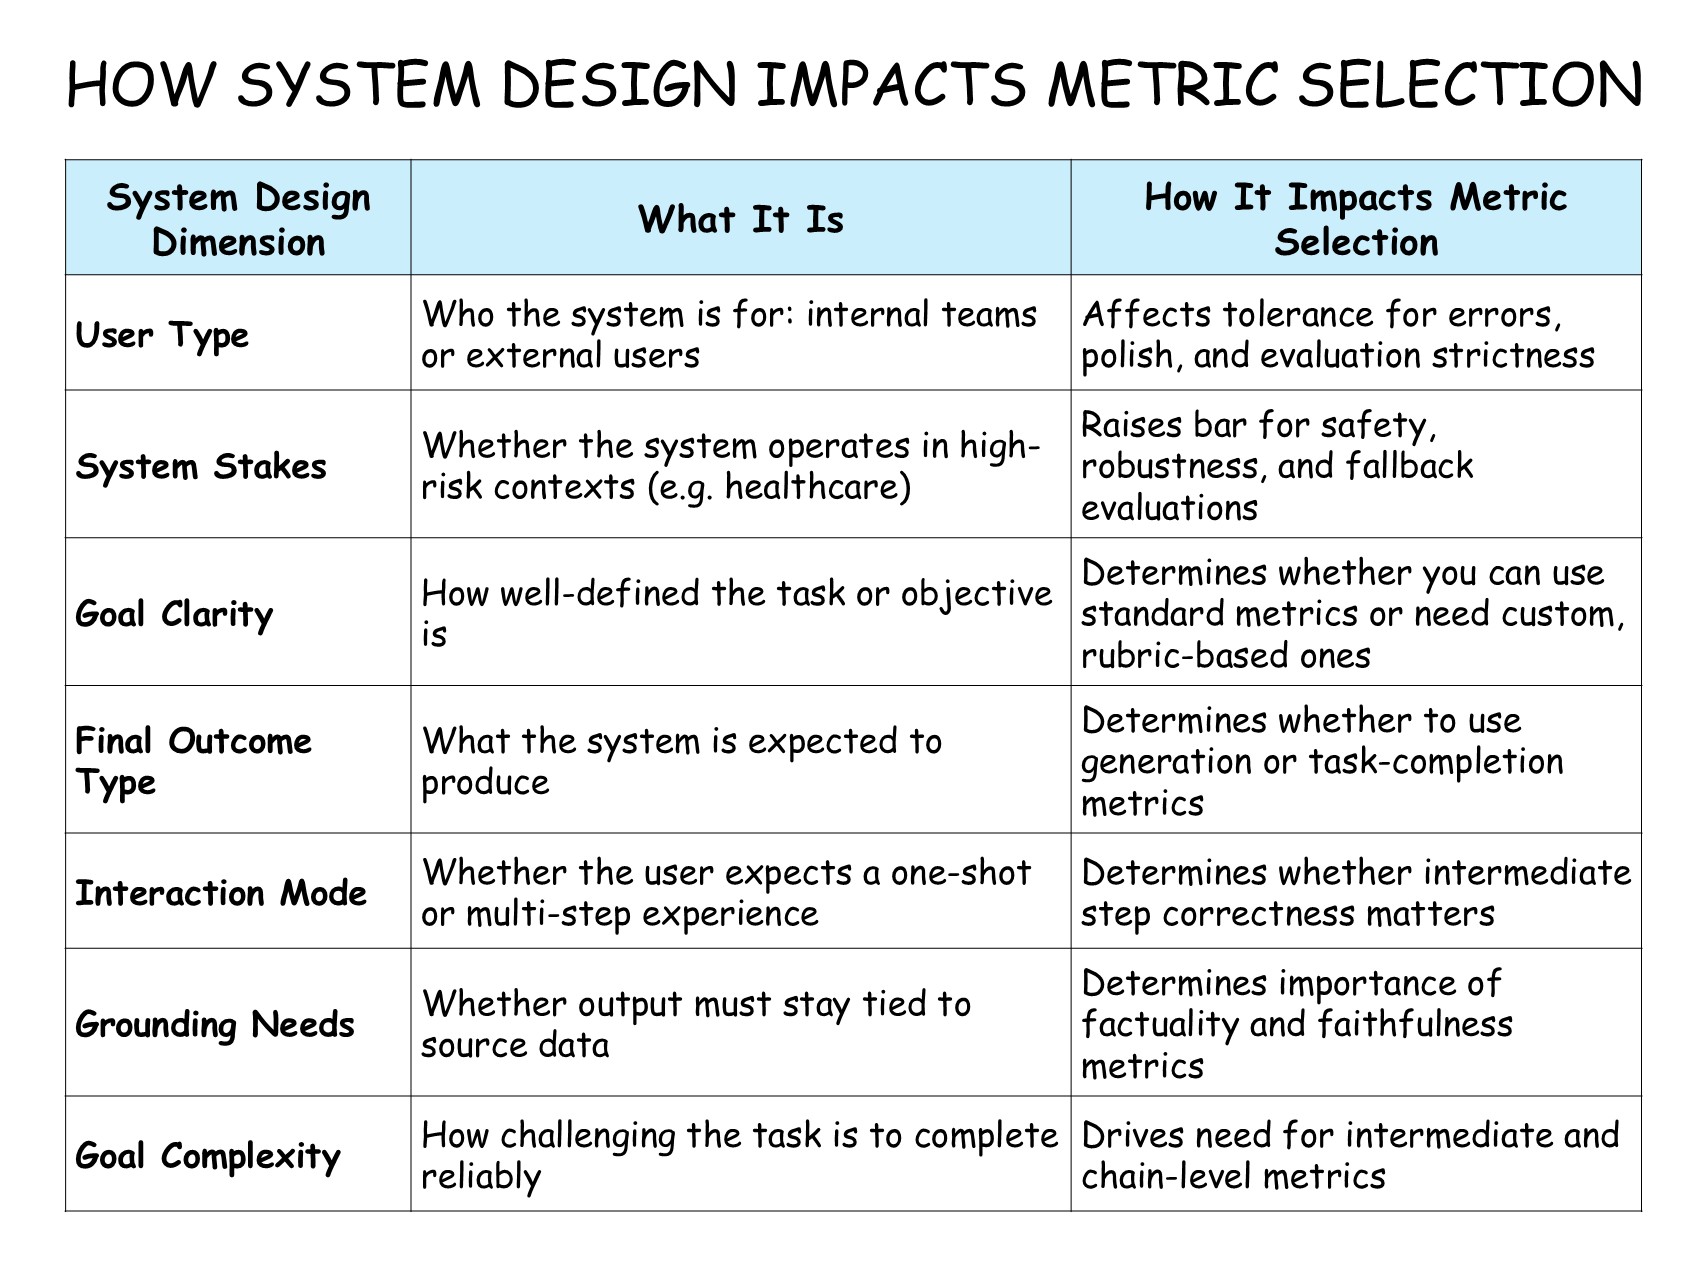 HOW SYSTEM DESIGN IMPACTS METRIC SELECTION
System Design
Dimension
What It Is
How It Impacts Metric
Selection
User Type
Who the system is for: internal teams
or external users
Affects tolerance for errors,
polish, and evaluation strictness
System Stakes
Whether the system operates in high-
risk contexts (e.g. healthcare)
Raises bar for safety,
robustness, and fallback
evaluations
Goal Clarity
How well-defined the task or objective
is
Determines whether you can use
standard metrics or need custom,
rubric-based ones
Final Outcome
Type
What the system is expected to
produce
Determines whether to use
generation or task-completion
metrics
Interaction Mode
Whether the user expects a one-shot
or multi-step experience
Determines whether intermediate
step correctness matters
Grounding Needs
Whether output must stay tied to
source data
Determines importance of
factuality and faithfulness
metrics
Goal Complexity
How challenging the task is to complete
reliably
Drives need for intermediate and
chain-level metrics